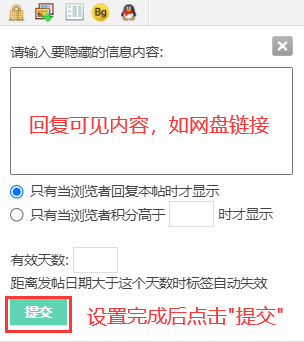 Bg
请输入要隐藏的信息内容:
回复可见内容，如网盘链接
只有当浏览者回复本帖时才显示
只有当浏览者积分高于 时才显示
有效天数:
距离发帖日期大于这个天数时标签自动失效
提交 设置完成后点击"提交"